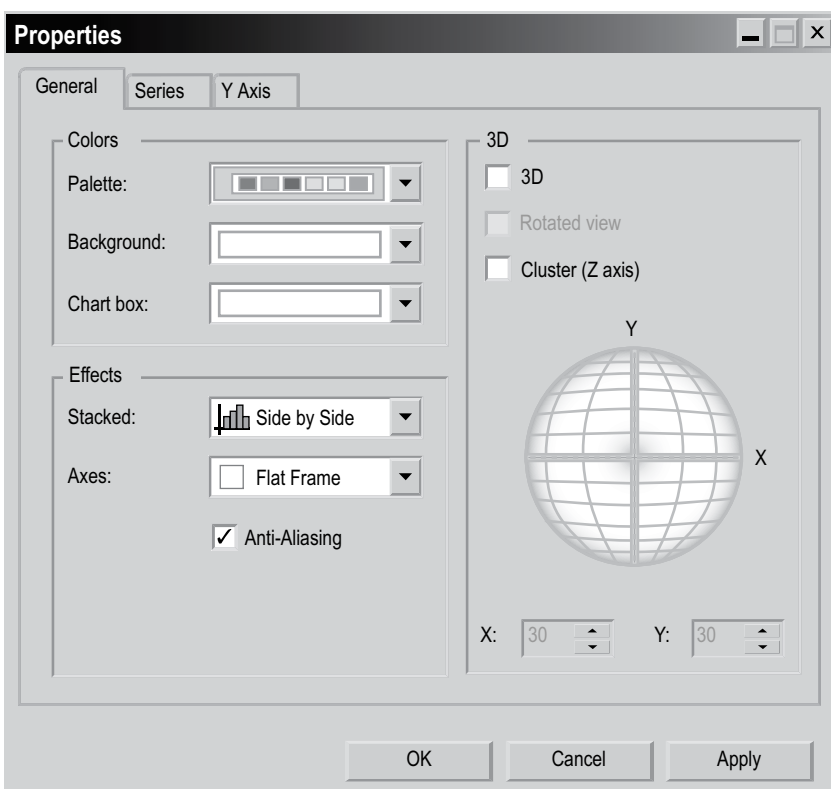 Properties
General
Series
Y Axis
Colors
Palette:
Background:
Chart box:
Effects
Stacked:
Side by Side
Axes:
Flat Frame
Anti-Aliasing
3D
3D
Rotated view
Cluster (Z axis)
Y
X
X:
30
Y:
30
OK
Cancel
Apply